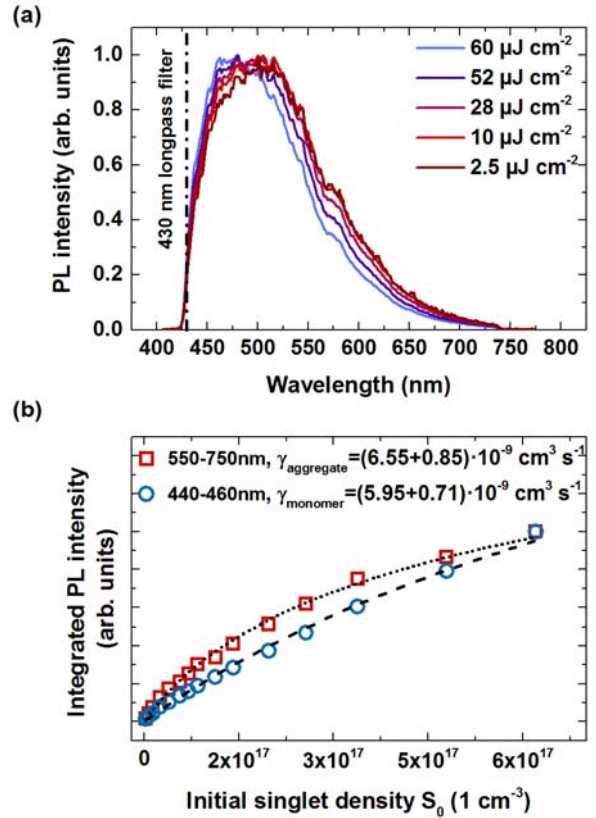 (a)
PL intensity (arb. units)
1.0
0.8
0.6
0.4
0.2
0.0
430 nm longpass filter
60 µJ cm⁻²
52 µJ cm⁻²
28 µJ cm⁻²
10 µJ cm⁻²
2.5 µJ cm⁻²
400 450 500 550 600 650 700 750 800
Wavelength (nm)
(b)
Integrated PL intensity
(arb. units)
550-750nm, γaggregate=(6.55+0.85)·10⁻⁹ cm³ s⁻¹
440-460nm, γmonomer=(5.95+0.71)·10⁻⁹ cm³ s⁻¹
0 2x10¹⁷ 3x10¹⁷ 5x10¹⁷ 6x10¹⁷
Initial singlet density S₀ (1 cm⁻³)